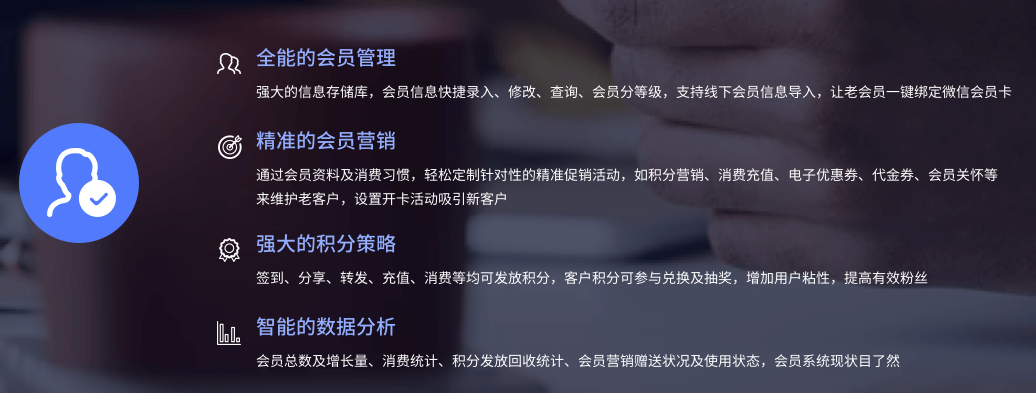 全能的会员管理
强大的信息存储库，会员信息快捷录入、修改、查询、会员分等级，支持线下会员信息导入，让老会员一键绑定微信会员卡
精准的会员营销
通过会员资料及消费习惯，轻松定制针对性的精准促销活动，如积分营销、消费充值、电子优惠券、代金券、会员关怀等
来维护老客户，设置开卡活动吸引新客户
强大的积分策略
签到、分享、转发、充值、消费等均可发放积分，客户积分可参与兑换及抽奖，增加用户粘性，提高有效粉丝
智能的数据分析
会员总数及增长量、消费统计、积分发放回收统计、会员营销赠送状况及使用状态，会员系统现状目了然